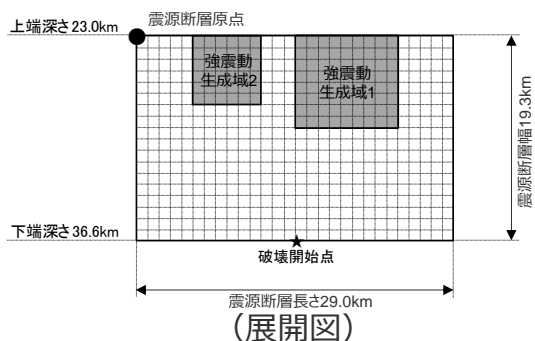 震源断層原点
上端深さ23.0km
強震動
生成域2
強震動
生成域1
震源断層幅19.3km
下端深さ36.6km
破壊開始点
震源断層長さ29.0km
(展開図)